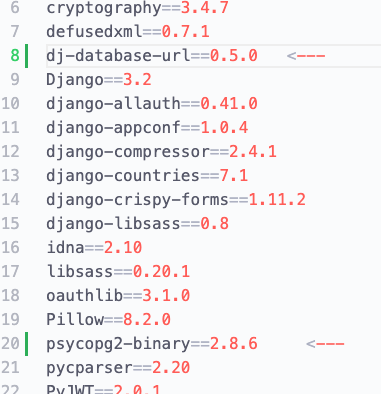 6 cryptography==3.4.7
7 defusedxml==0.7.1
8 dj-database-url==0.5.0 <---
9 Django==3.2
10 django-allauth==0.41.0
11 django-appconf==1.0.4
12 django-compressor==2.4.1
13 django-countries==7.1
14 django-crispy-forms==1.11.2
15 django-libsass==0.8
16 idna==2.10
17 libsass==0.20.1
18 oauthlib==3.1.0
19 Pillow==8.2.0
20 psycopg2-binary==2.8.6 <---
21 pycparser==2.20
22 PyJWT==2.0.1